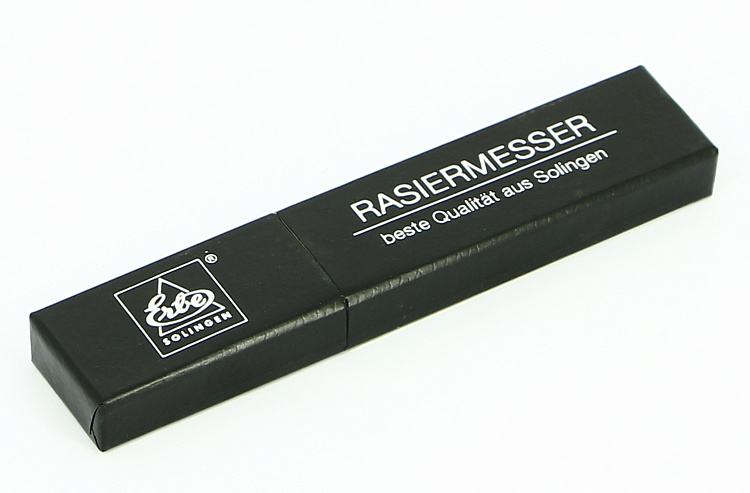 RASIERMESSER
beste Qualität aus Solingen
Erbe
®
SOLINGEN